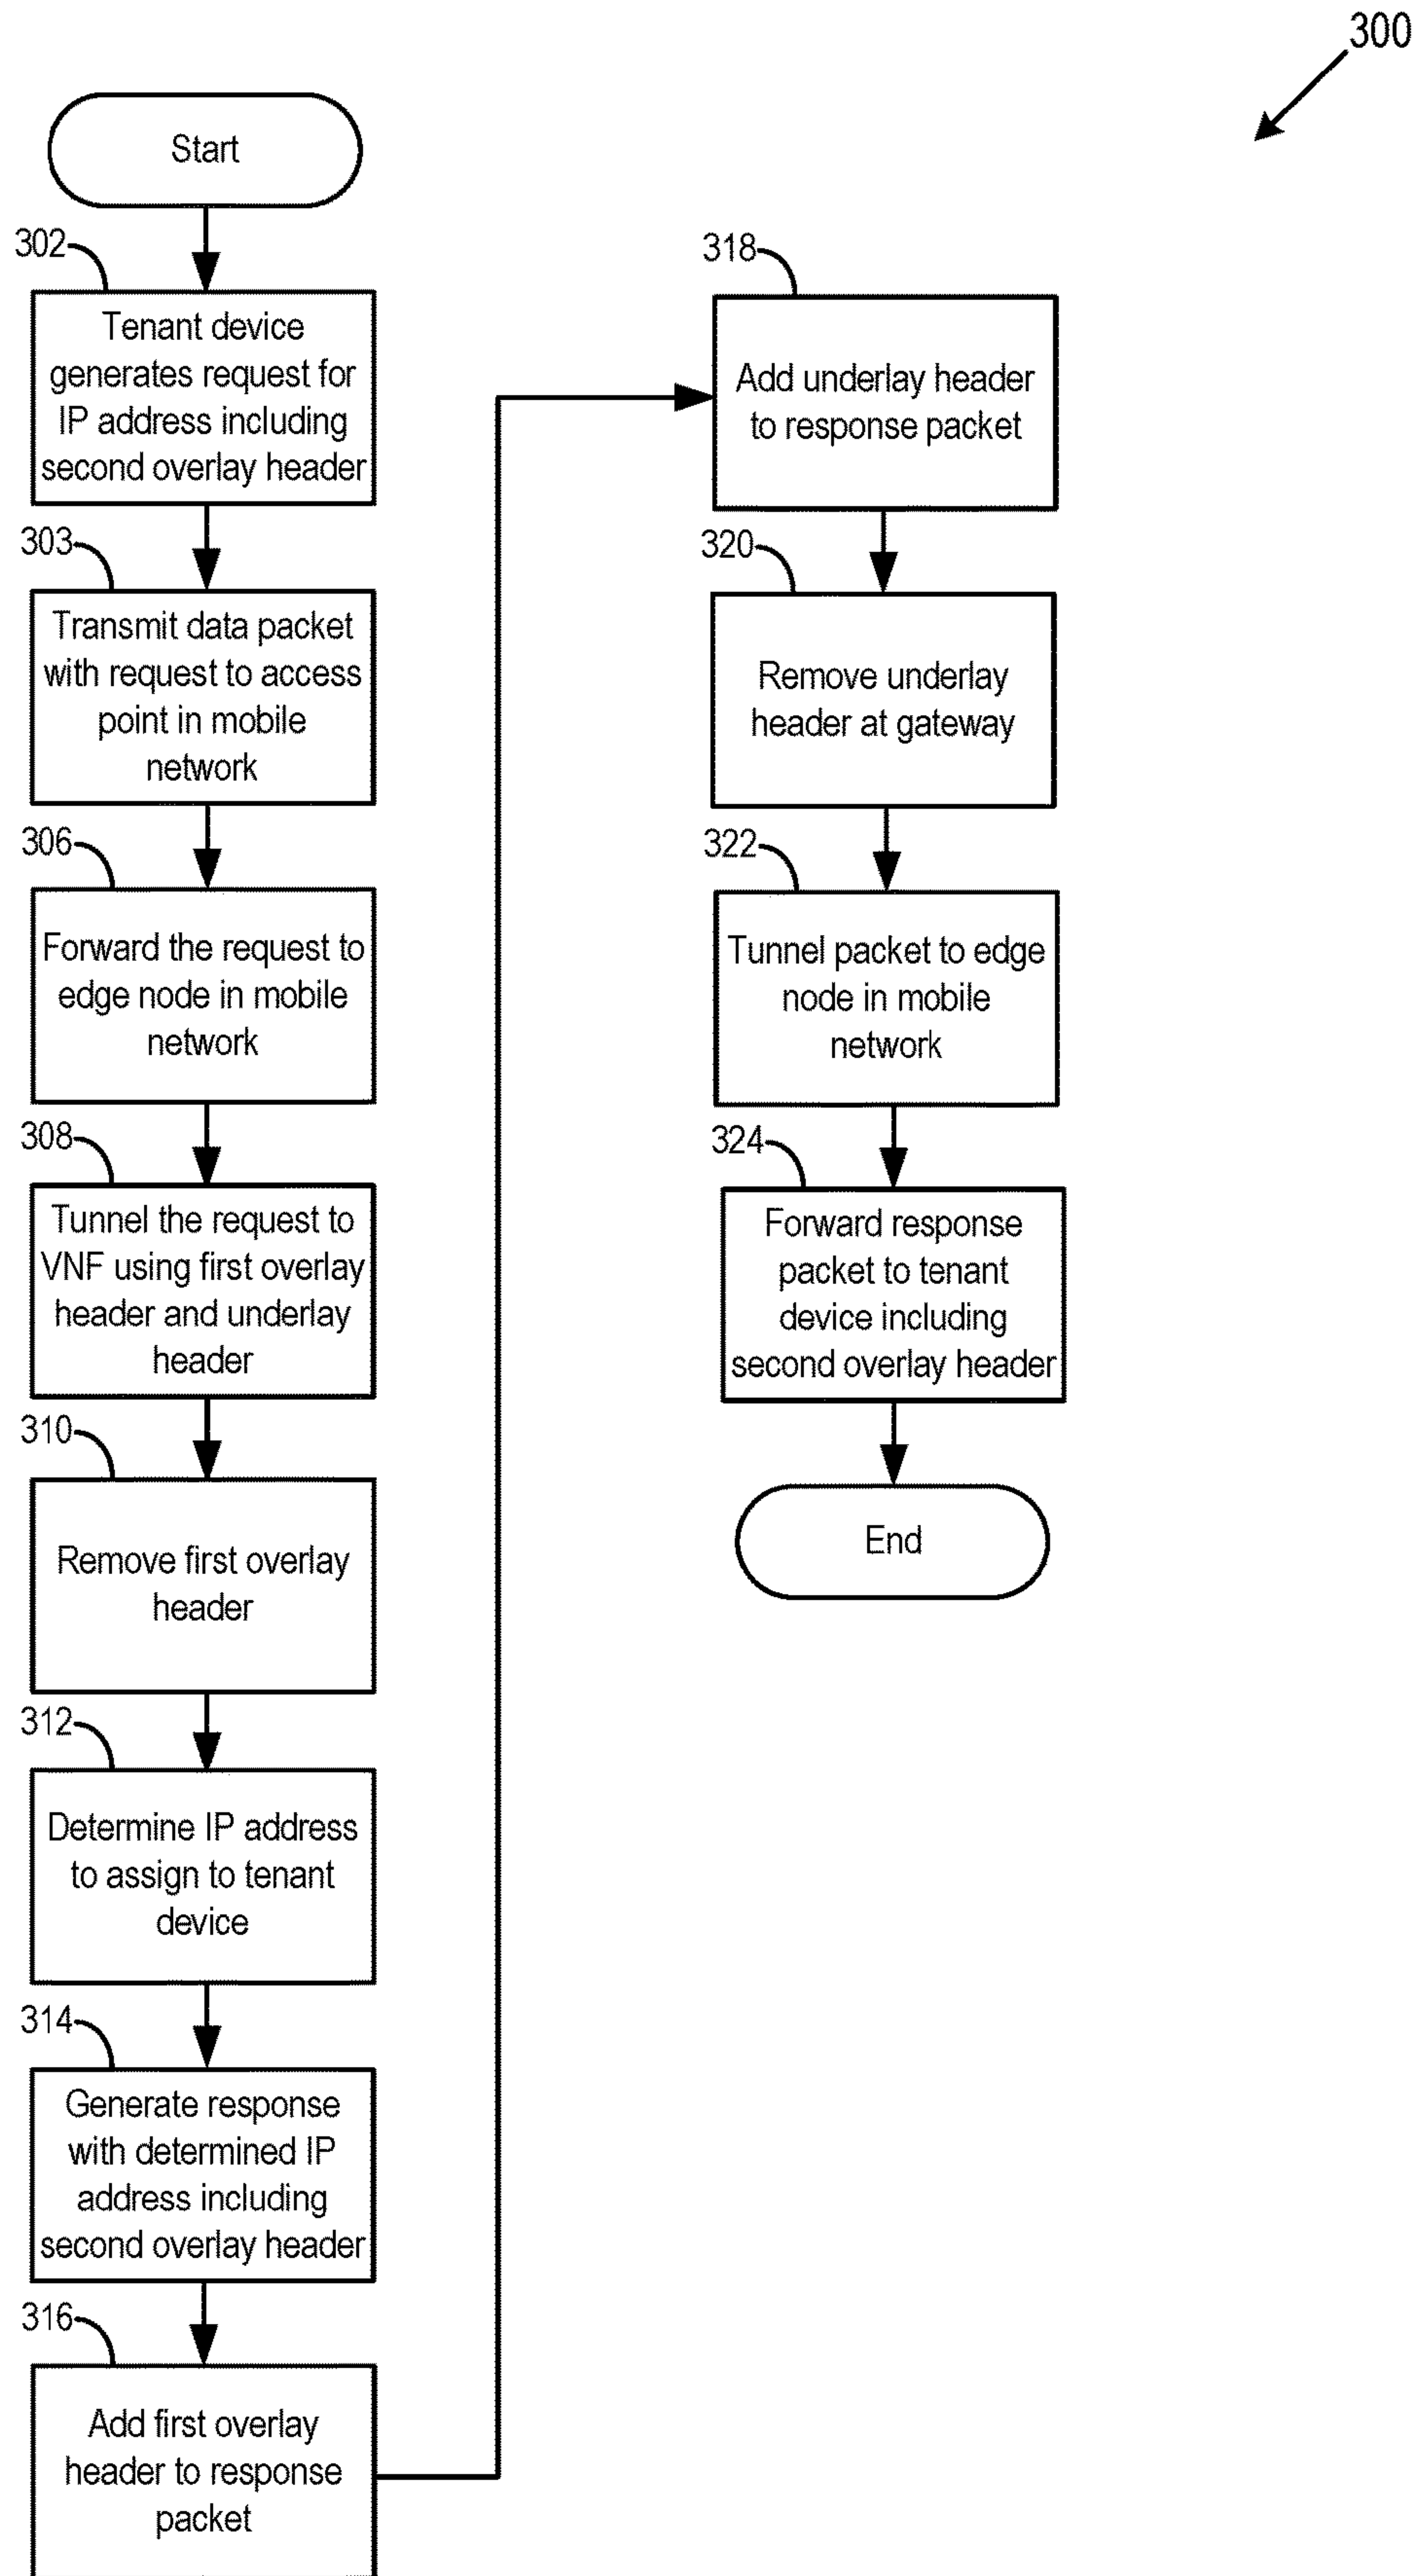 300
Start
302
Tenant device
generates request for
IP address including
second overlay header
303
Transmit data packet
with request to access
point in mobile
network
306
Forward the request to
edge node in mobile
network
308
Tunnel the request to
VNF using first overlay
header and underlay
header
310
Remove first overlay
header
312
Determine IP address
to assign to tenant
device
314
Generate response
with determined IP
address including
second overlay header
316
Add first overlay
header to response
packet
318
Add underlay header
to response packet
320
Remove underlay
header at gateway
322
Tunnel packet to edge
node in mobile
network
324
Forward response
packet to tenant
device including
second overlay header
End